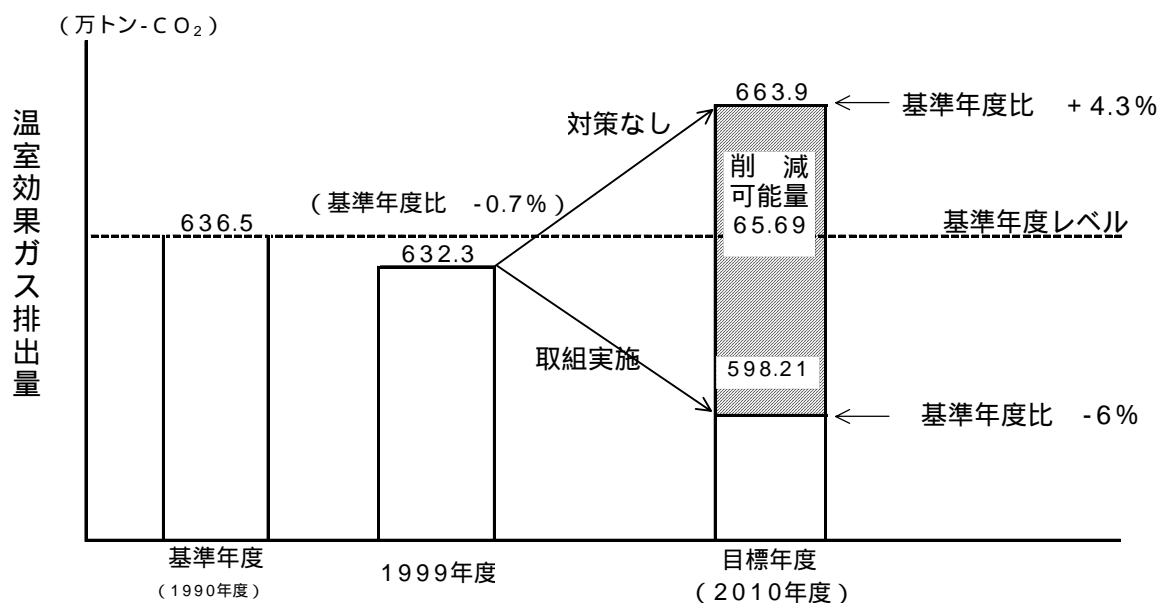 (万トン-CO₂)
温室効果ガス排出量
663.9
基準年度比 +4.3%
対策なし
削 減
可能量
65.69
(基準年度比 -0.7%)
636.5
基準年度レベル
632.3
取組実施
598.21
基準年度比 -6%
基準年度
(1990年度)
1999年度
目標年度
(2010年度)